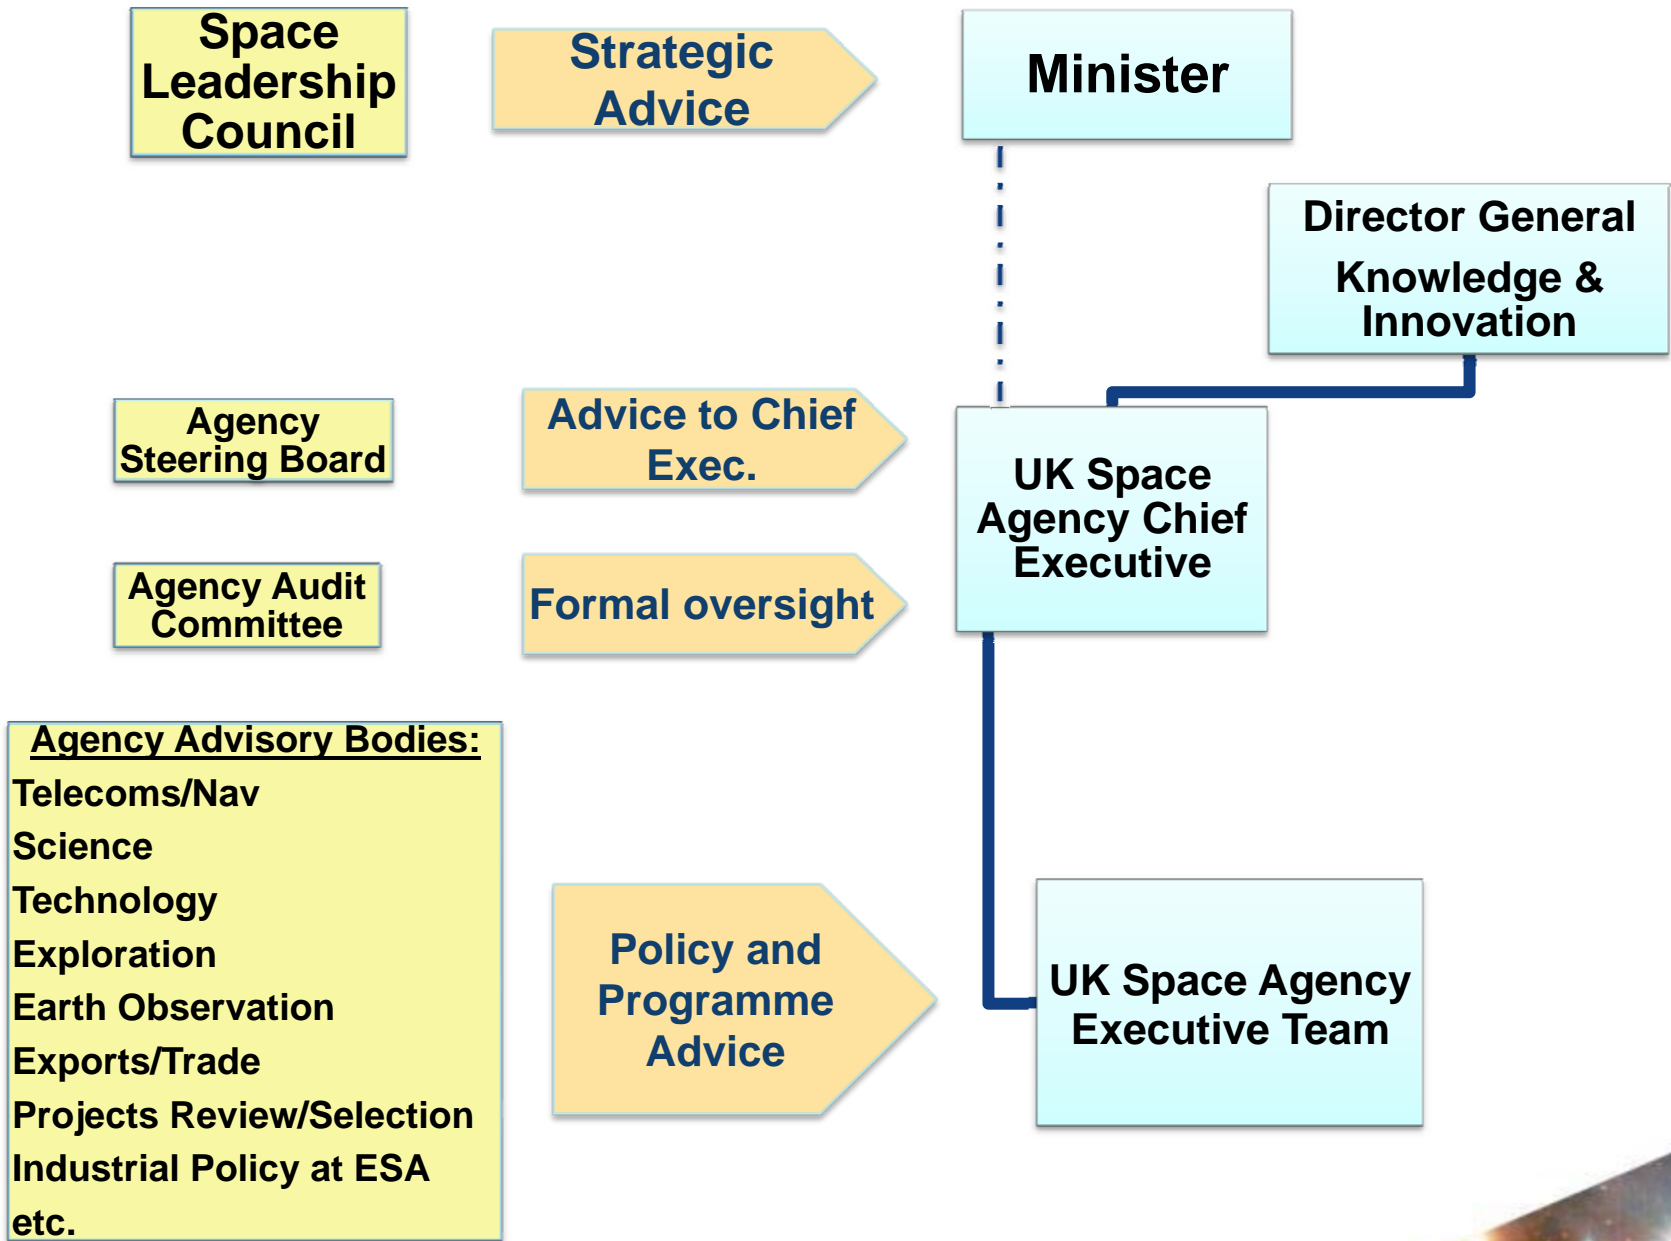 Space
Leadership
Council
Strategic
Advice
Minister
Director General
Knowledge &
Innovation
Agency
Steering Board
Advice to Chief
Exec.
UK Space
Agency Chief
Executive
Agency Audit
Committee
Formal oversight
Agency Advisory Bodies:
Telecoms/Nav
Science
Technology
Exploration
Earth Observation
Exports/Trade
Projects Review/Selection
Industrial Policy at ESA
etc.
Policy and
Programme
Advice
UK Space Agency
Executive Team